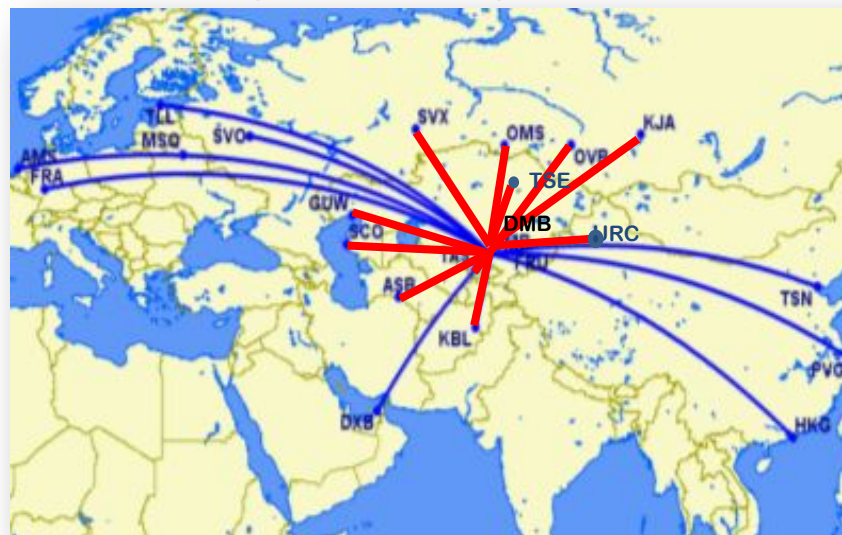 TLL
SVX
OMS
KJA
SVO
MSQ
OVB
AMS
FRA
TSE
GUW
DMB
URC
SCO
FRU
ASB
TSN
KBL
PVG
DXB
HKG